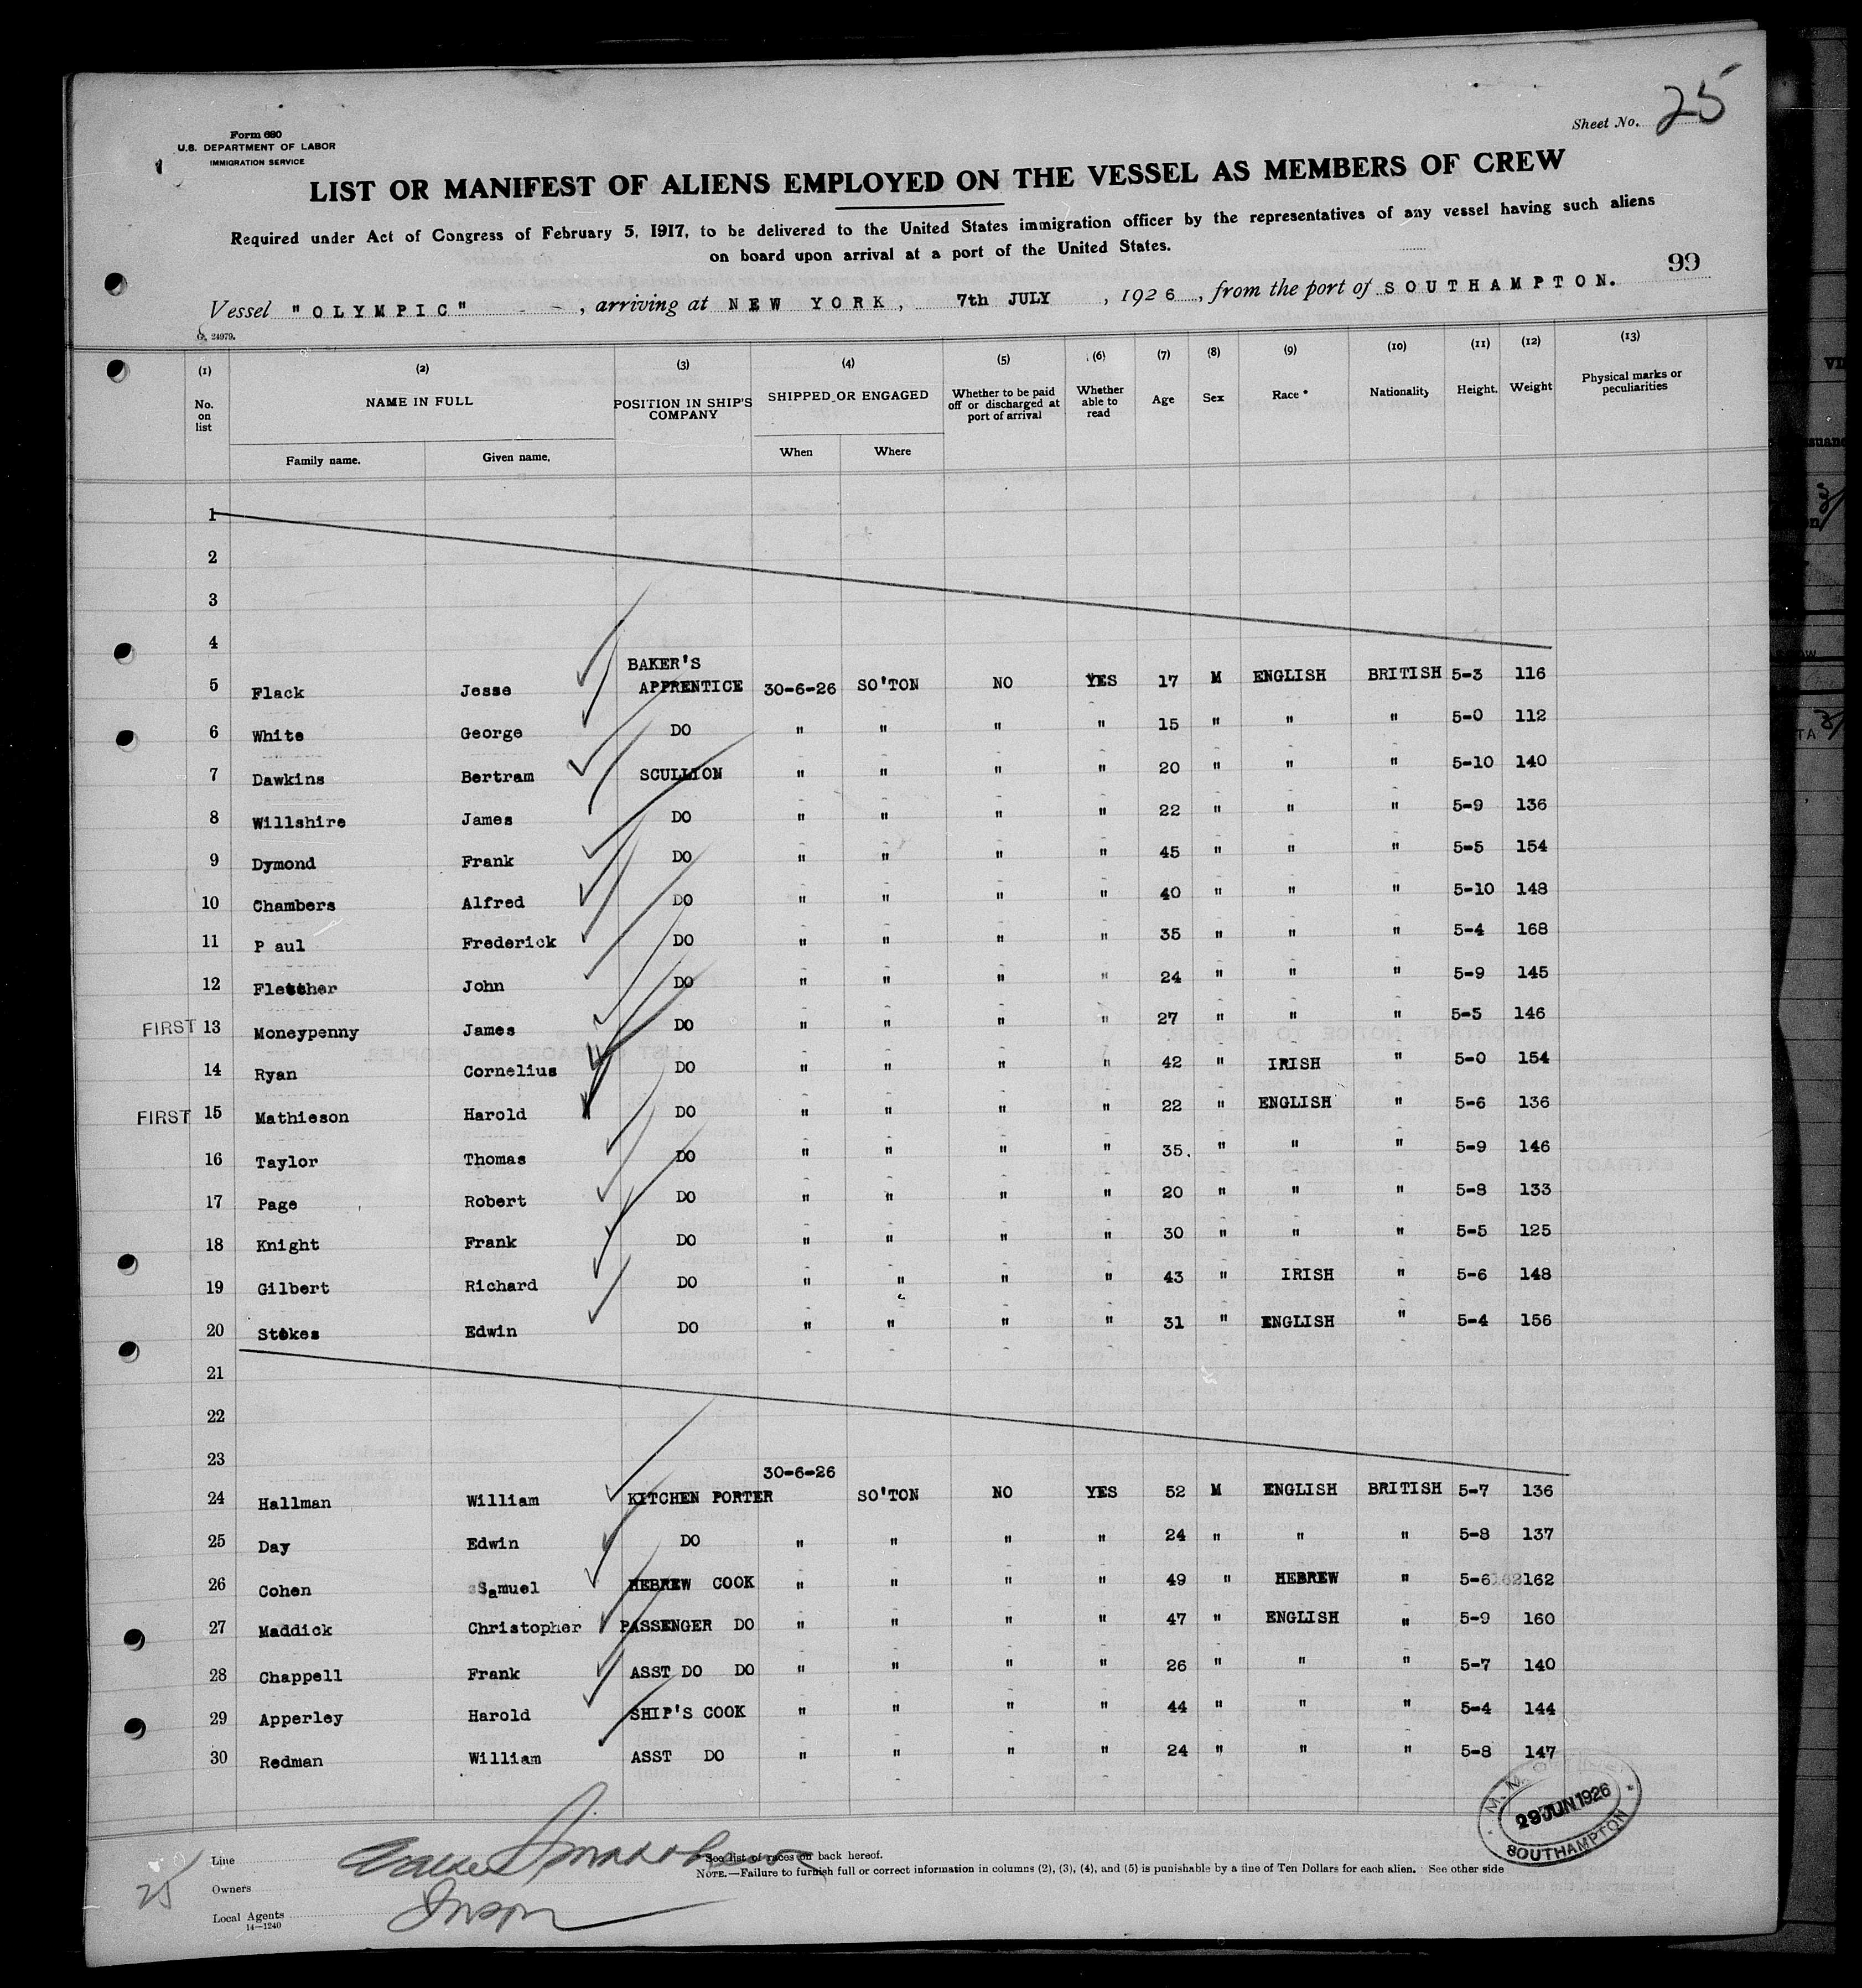 Form 680
U.S. DEPARTMENT OF LABOR
IMMIGRATION SERVICE
Sheet No. 25
LIST OR MANIFEST OF ALIENS EMPLOYED ON THE VESSEL AS MEMBERS OF CREW
Required under Act of Congress of February 5, 1917, to be delivered to the United States immigration officer by the representatives of any vessel having such aliens
on board upon arrival at a port of the United States.
99
Vessel "OLYMPIC", arriving at NEW YORK, 7th JULY, 1926, from the port of SOUTHAMPTON.
24979.
(1) (2) (3) (4) (5) (6) (7) (8) (9) (10) (11) (12) (13)
No. on list NAME IN FULL POSITION IN SHIP'S COMPANY SHIPPED OR ENGAGED Whether to be paid off or discharged at port of arrival Whether able to read Age Sex Race * Nationality Height. Weight Physical marks or peculiarities
Family name. Given name. When Where
1
2
3
4
BAKER'S
5 Flack Jesse APPRENTICE 30-6-26 SO'TON NO YES 17 M ENGLISH BRITISH 5-3 116
6 White George DO " " " " 15 " " " 5-0 112
7 Dawkins Bertram SCULLION " " " " 20 " " " 5-10 140
8 Willshire James DO " " " " 22 " " " 5-9 136
9 Dymond Frank DO " " " " 45 " " " 5-5 154
10 Chambers Alfred DO " " " " 40 " " " 5-10 148
11 P aul Frederick DO " " " " 35 " " " 5-4 168
12 Fletcher John DO " " " " 24 " " " 5-9 145
FIRST 13 Moneypenny James DO " " " " 27 " " " 5-5 146
14 Ryan Cornelius DO " " " " 42 " IRISH " 5-0 154
FIRST 15 Mathieson Harold DO " " " " 22 " ENGLISH " 5-6 136
16 Taylor Thomas DO " " " " 35. " " " 5-9 146
17 Page Robert DO " " " " 20 " " " 5-8 133
18 Knight Frank DO " " " " 30 " " " 5-5 125
19 Gilbert Richard DO " " " " 43 " IRISH " 5-6 148
20 Stokes Edwin DO " " " " 31 " ENGLISH " 5-4 156
21
22
23
30-6-26
24 Hallman William KITCHEN PORTER SO'TON NO YES 52 M ENGLISH BRITISH 5-7 136
25 Day Edwin DO " " " " 24 " " " 5-8 137
26 Cohen Samuel HEBREW COOK " " " " 49 " HEBREW " 5-6 162
27 Maddick Christopher PASSENGER DO " " " " 47 " ENGLISH " 5-9 160
28 Chappell Frank ASST DO DO " " " " 26 " " " 5-7 140
29 Apperley Harold SHIP'S COOK " " " " 44 " " " 5-4 144
30 Redman William ASST DO " " " " 24 " " " 5-8 147
29 JUN 1926
SOUTHAMPTON
25
Line
See list of races on back hereof.
NOTE.—Failure to furnish full or correct information in columns (2), (3), (4), and (5) is punishable by a fine of Ten Dollars for each alien. See other side
Owners
Local Agents
14—1240